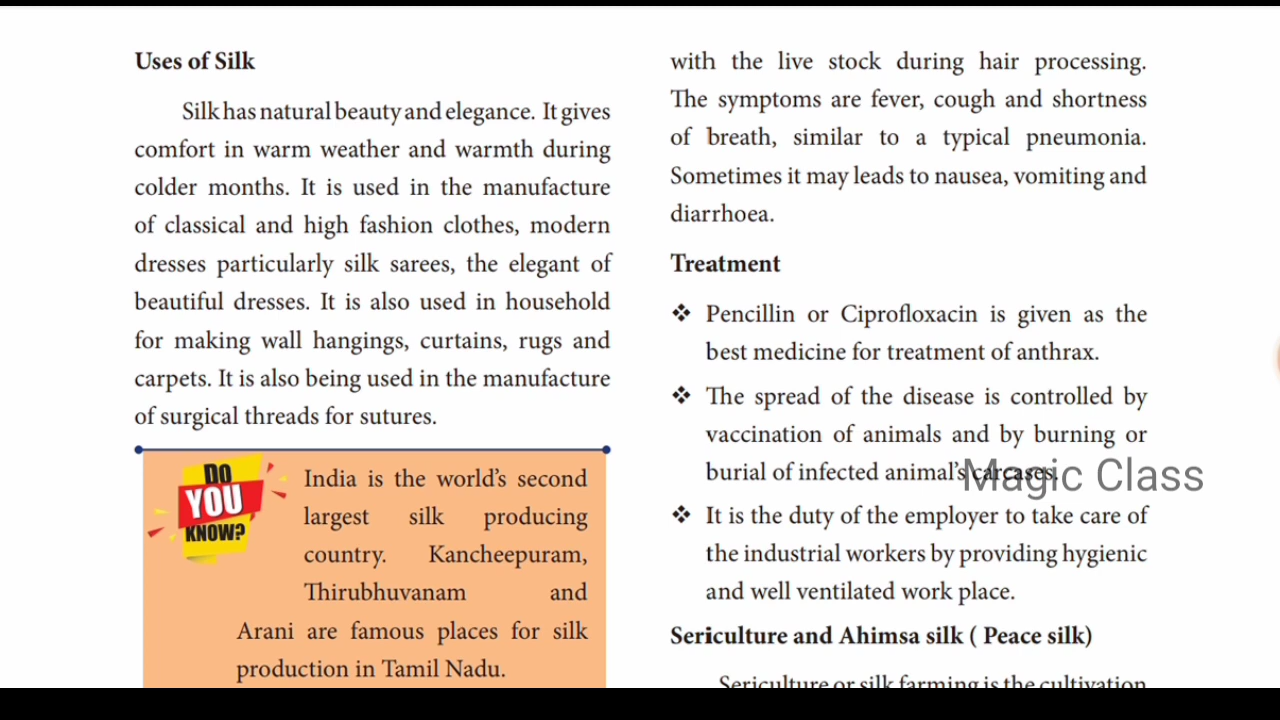 Uses of Silk
Silk has natural beauty and elegance. It gives
comfort in warm weather and warmth during
colder months. It is used in the manufacture
of classical and high fashion clothes, modern
dresses particularly silk sarees, the elegant of
beautiful dresses. It is also used in household
for making wall hangings, curtains, rugs and
carpets. It is also being used in the manufacture
of surgical threads for sutures.
DO
YOU
KNOW?
India is the world's second
largest silk producing
country. Kancheepuram,
Thirubhuvanam and
Arani are famous places for silk
production in Tamil Nadu.
with the live stock during hair processing.
The symptoms are fever, cough and shortness
of breath, similar to a typical pneumonia.
Sometimes it may leads to nausea, vomiting and
diarrhoea.
Treatment
❖ Pencillin or Ciprofloxacin is given as the
best medicine for treatment of anthrax.
❖ The spread of the disease is controlled by
vaccination of animals and by burning or
burial of infected animal's carcases.
Magic Class
❖ It is the duty of the employer to take care of
the industrial workers by providing hygienic
and well ventilated work place.
Sericulture and Ahimsa silk ( Peace silk)
Sericulture or silk farming is the cultivation